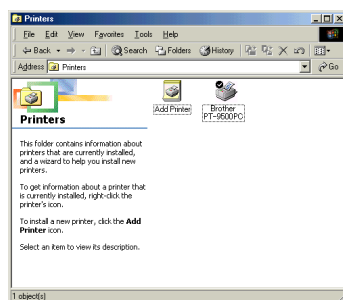 Printers
File Edit View Favorites Tools Help
Back Search Folders History
Address Printers Go
Add Printer
Brother
PT-9500PC
Printers
This folder contains information about
printers that are currently installed,
and a wizard to help you install new
printers.
To get information about a printer that
is currently installed, right-click the
printer's icon.
To install a new printer, click the Add
Printer icon.
Select an item to view its description.
1 object(s)